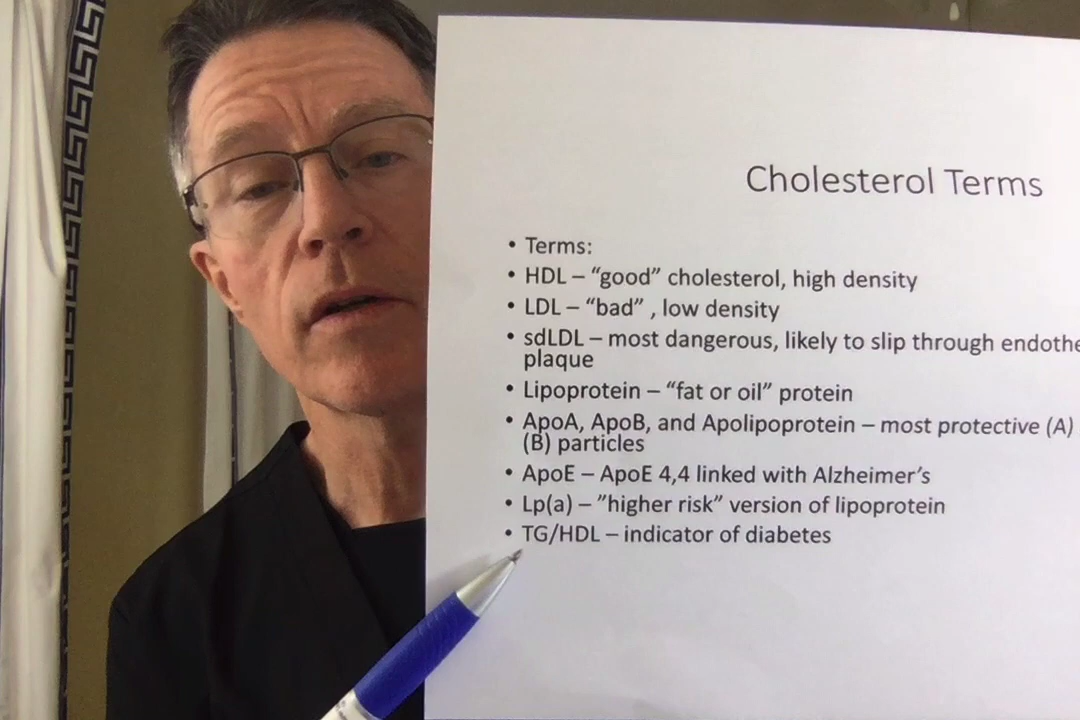 Cholesterol Terms
• Terms:
• HDL – “good” cholesterol, high density
• LDL – “bad” , low density
• sdLDL – most dangerous, likely to slip through
plaque
• Lipoprotein – “fat or oil” protein
• ApoA, ApoB, and Apolipoprotein – most protective (A)
(B) particles
• ApoE – ApoE 4,4 linked with Alzheimer’s
• Lp(a) – ”higher risk” version of lipoprotein
• TG/HDL – indicator of diabetes